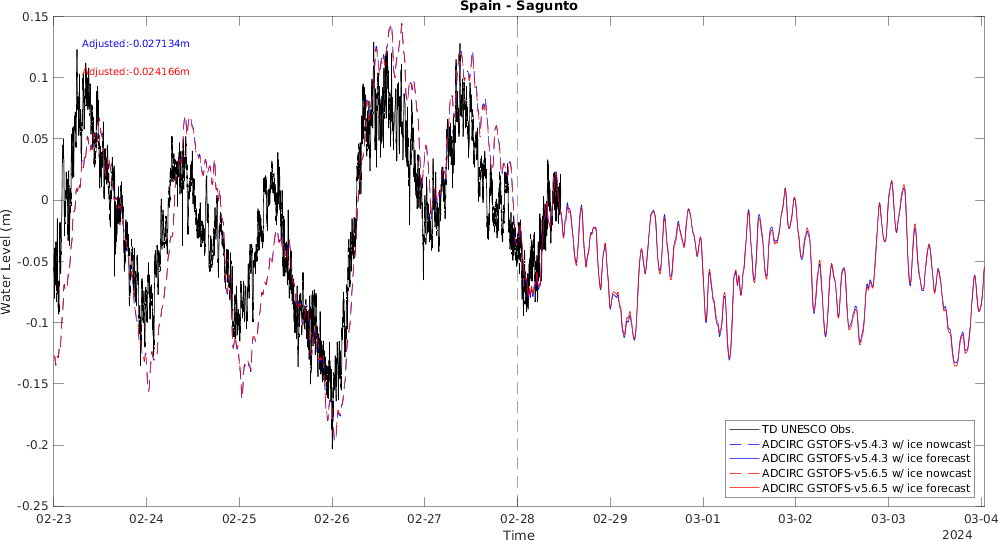 Spain - Sagunto
Adjusted:-0.027134m
Adjusted:-0.024166m
Water Level (m)
0.15
0.1
0.05
0
-0.05
-0.1
-0.15
-0.2
-0.25
02-23 02-24 02-25 02-26 02-27 02-28 02-29 03-01 03-02 03-03 03-04
Time
2024
TD UNESCO Obs.
ADCIRC GSTOFS-v5.4.3 w/ ice nowcast
ADCIRC GSTOFS-v5.4.3 w/ ice forecast
ADCIRC GSTOFS-v5.6.5 w/ ice nowcast
ADCIRC GSTOFS-v5.6.5 w/ ice forecast